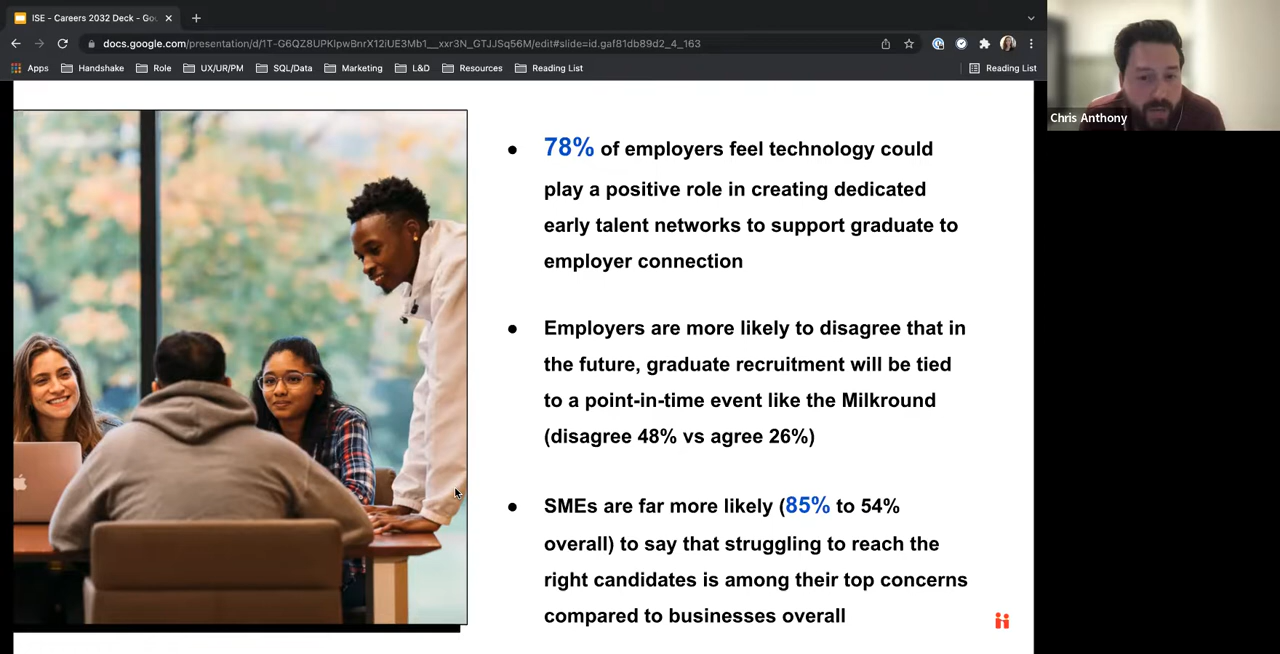 ISE - Careers 2032 Deck - Go
docs.google.com/presentation/d/1T-G6QZ8UPKlpwBnrX12iUE3Mb1__xxr3N_GTJJSq56M/edit#slide=id.gaf81db89d2_4_163
Apps Handshake Role UX/UR/PM SQL/Data Marketing L&D Resources Reading List Reading List
Chris Anthony
● 78% of employers feel technology could
play a positive role in creating dedicated
early talent networks to support graduate to
employer connection
● Employers are more likely to disagree that in
the future, graduate recruitment will be tied
to a point-in-time event like the Milkround
(disagree 48% vs agree 26%)
● SMEs are far more likely (85% to 54%
overall) to say that struggling to reach the
right candidates is among their top concerns
compared to businesses overall